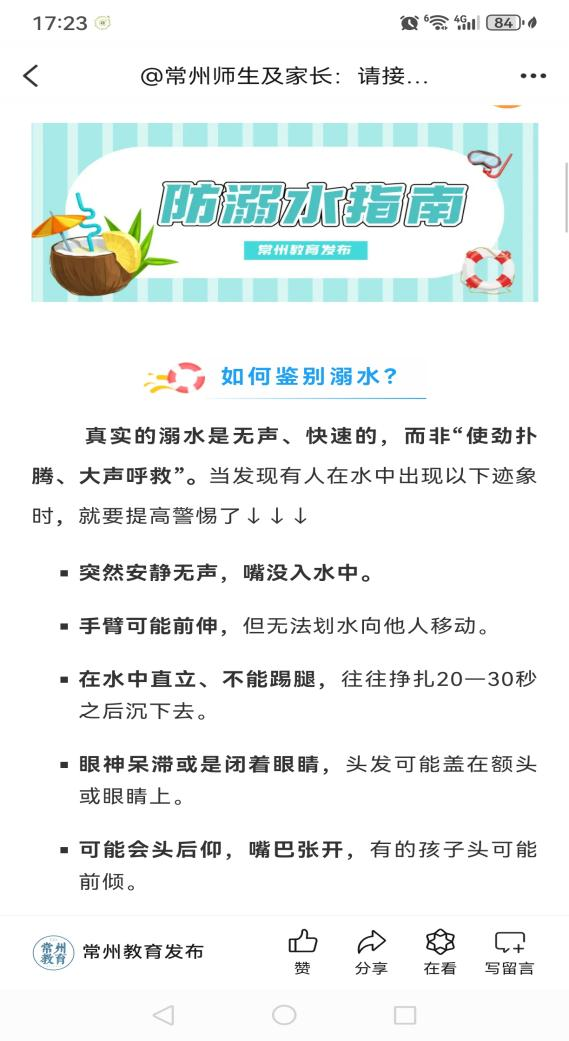 17:23
6 4G 84
@常州师生及家长：请接...
防溺水指南
常州教育发布
如何鉴别溺水？
真实的溺水是无声、快速的，而非“使劲扑
腾、大声呼救”。当发现有人在水中出现以下迹象
时，就要提高警惕了↓↓↓
▪ 突然安静无声，嘴没入水中。
▪ 手臂可能前伸，但无法划水向他人移动。
▪ 在水中直立、不能踢腿，往往挣扎20—30秒
之后沉下去。
▪ 眼神呆滞或是闭着眼睛，头发可能盖在额头
或眼睛上。
▪ 可能会头后仰，嘴巴张开，有的孩子头可能
前倾。
常州
教育
常州教育发布
赞
分享
在看
写留言